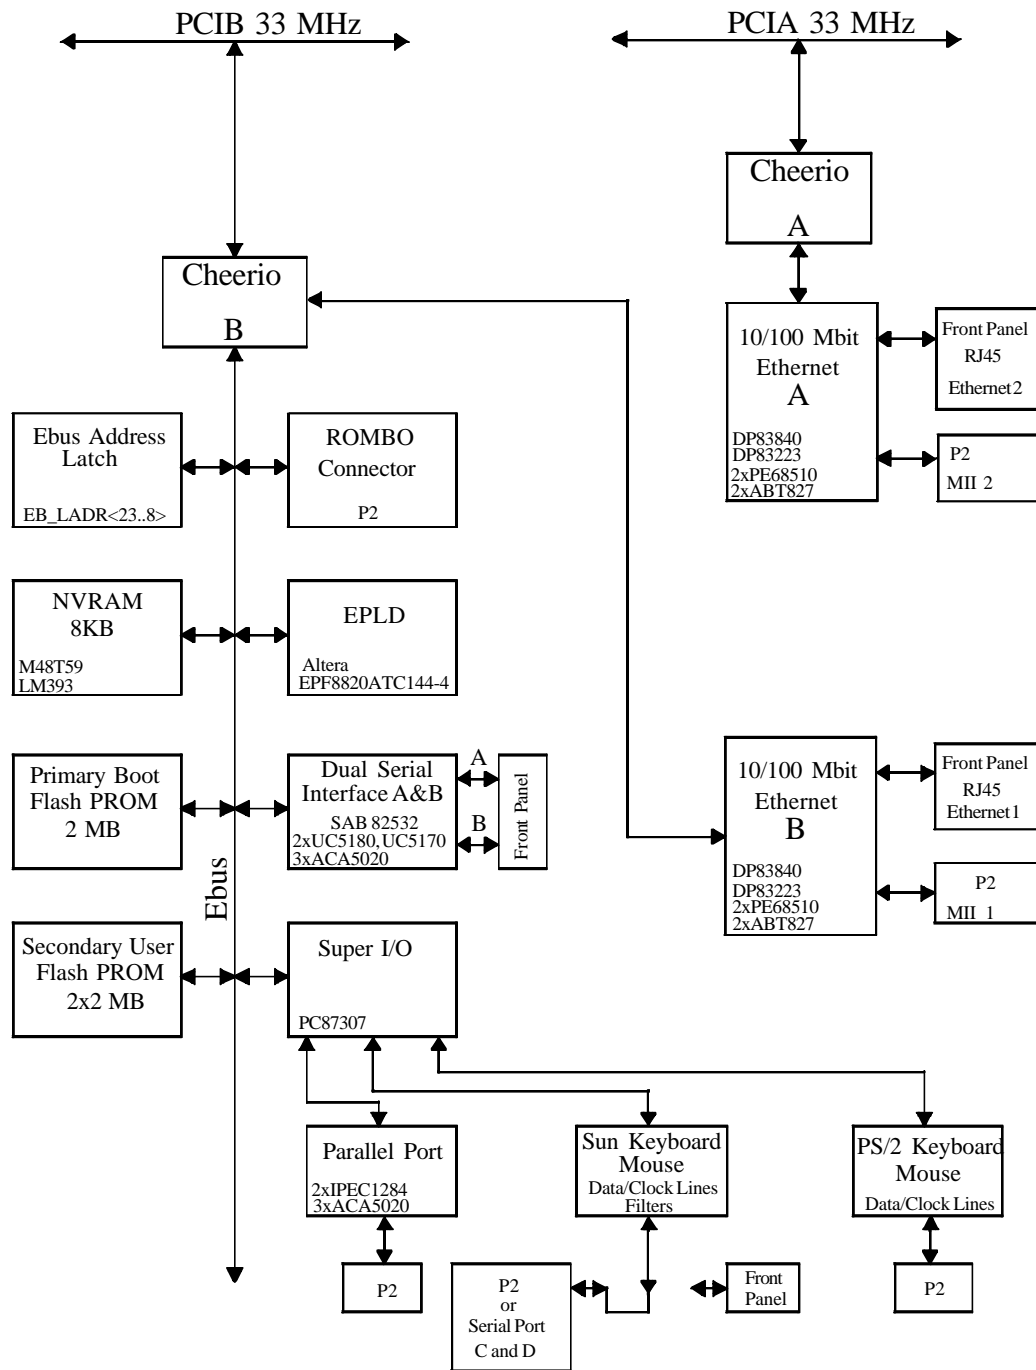 PCIB 33 MHz
PCIA 33 MHz
Cheerio
A
Cheerio
B
10/100 Mbit
Ethernet
A
DP83840
DP83223
2xPE68510
2xABT827
Front Panel
RJ45
Ethernet2
P2
MII 2
Ebus Address
Latch
EB_LADR<23..8>
ROMBO
Connector
P2
NVRAM
8KB
M48T59
LM393
EPLD
Altera
EPF8820ATC144-4
Primary Boot
Flash PROM
2 MB
Dual Serial
Interface A&B
SAB 82532
2xUC5180, UC5170
3xACA5020
A
B
Front Panel
10/100 Mbit
Ethernet
B
DP83840
DP83223
2xPE68510
2xABT827
Front Panel
RJ45
Ethernet1
P2
MII 1
Ebus
Secondary User
Flash PROM
2x2 MB
Super I/O
PC87307
Parallel Port
2xIPEC1284
3xACA5020
Sun Keyboard
Mouse
Data/Clock Lines
Filters
PS/2 Keyboard
Mouse
Data/Clock Lines
P2
P2
or
Serial Port
C and D
Front
Panel
P2